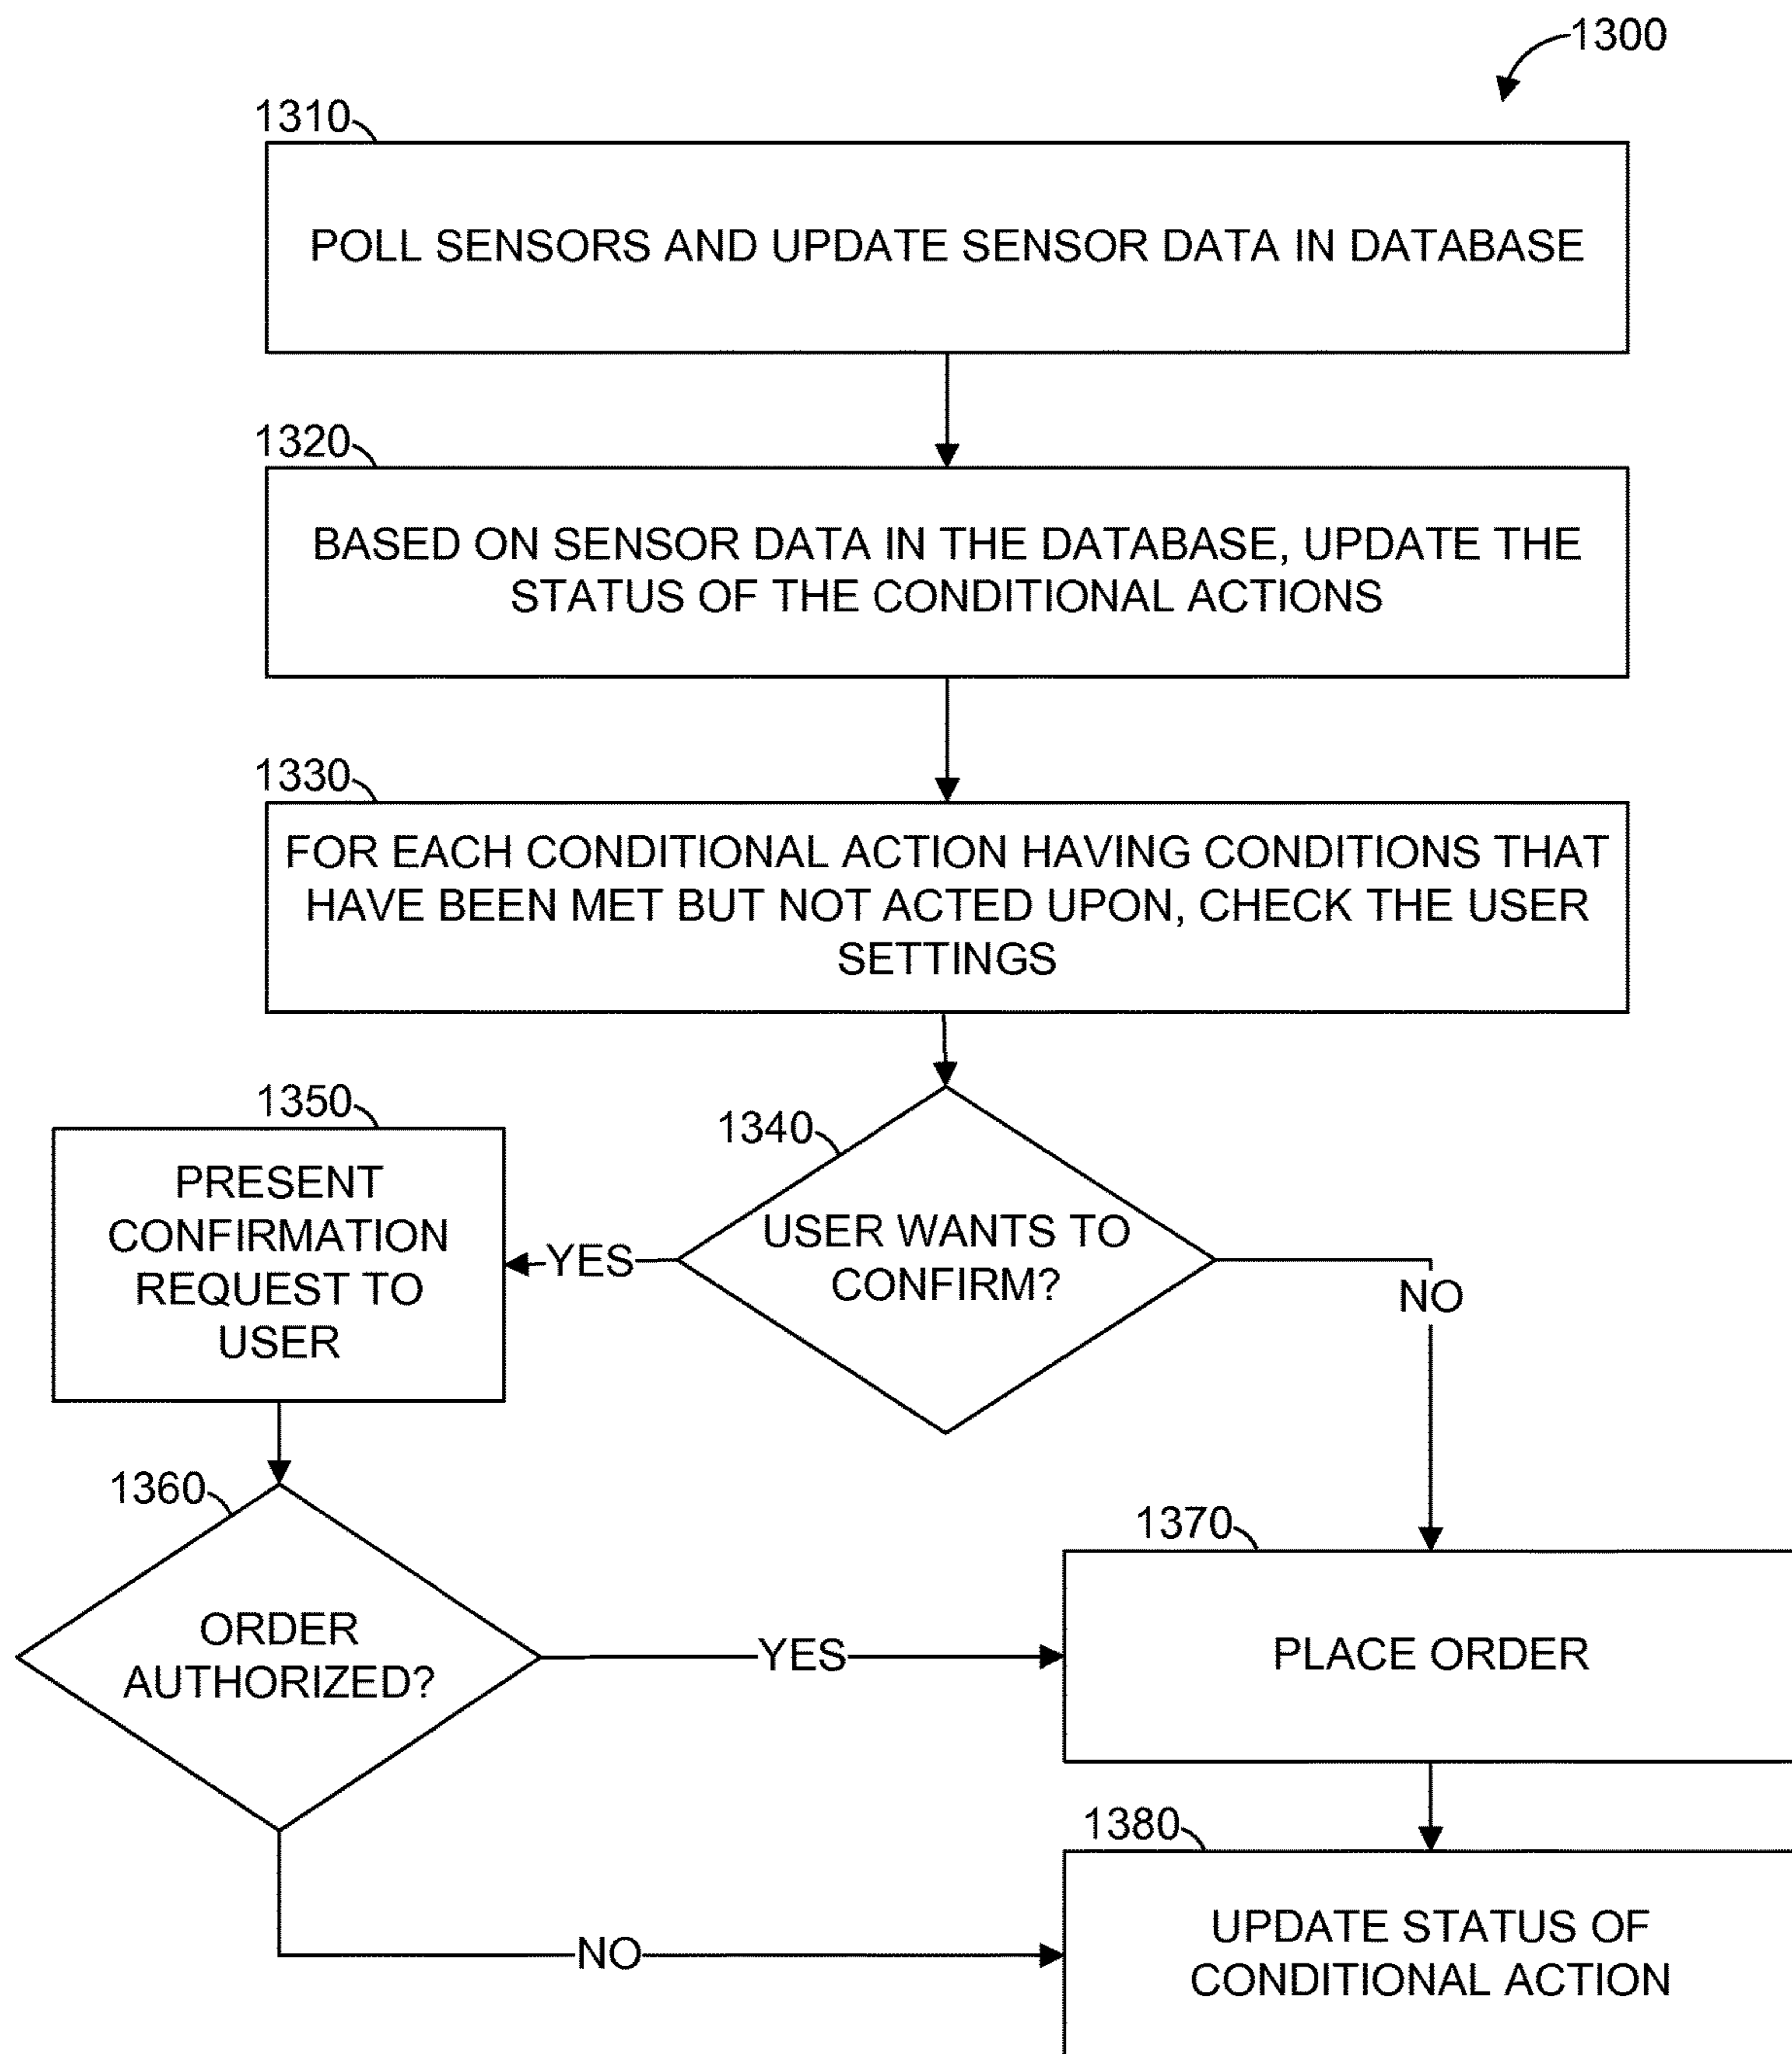 1300
1310
POLL SENSORS AND UPDATE SENSOR DATA IN DATABASE
1320
BASED ON SENSOR DATA IN THE DATABASE, UPDATE THE
STATUS OF THE CONDITIONAL ACTIONS
1330
FOR EACH CONDITIONAL ACTION HAVING CONDITIONS THAT
HAVE BEEN MET BUT NOT ACTED UPON, CHECK THE USER
SETTINGS
1340
USER WANTS TO
CONFIRM?
YES
NO
1350
PRESENT
CONFIRMATION
REQUEST TO
USER
1360
ORDER
AUTHORIZED?
YES
NO
1370
PLACE ORDER
1380
UPDATE STATUS OF
CONDITIONAL ACTION